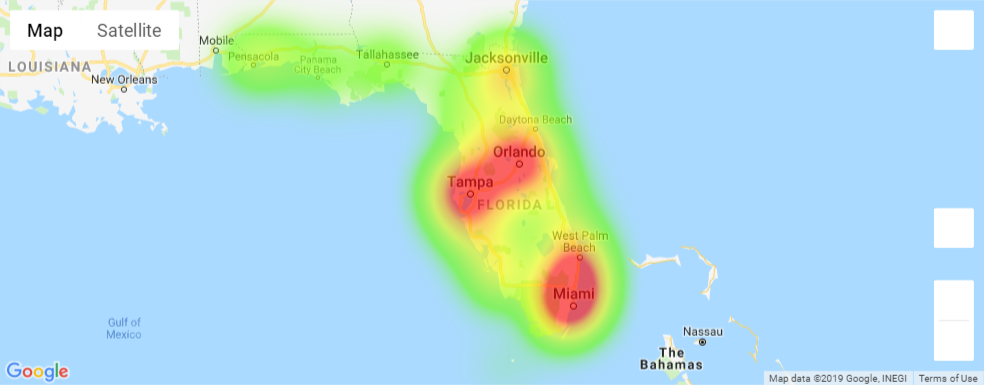 Map Satellite
Mobile
Pensacola
Panama
City Beach
Tallahassee
Jacksonville
LOUISIANA
New Orleans
Daytona Beach
Orlando
Tampa
FLORIDA
West Palm
Beach
Miami
Gulf of
Mexico
Nassau
The
Bahamas
Google
Map data ©2019 Google, INEGI Terms of Use